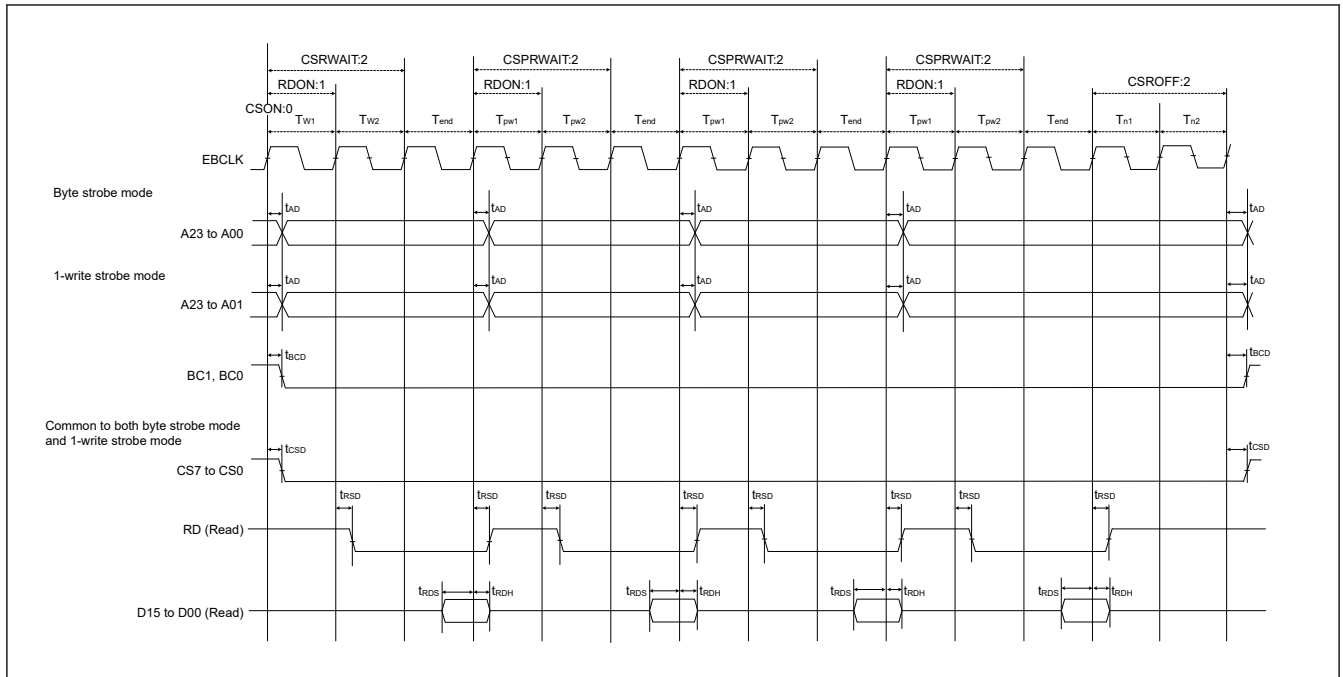 CSRWAIT:2 CSPRWAIT:2 CSPRWAIT:2 CSPRWAIT:2
RDON:1 RDON:1 RDON:1 RDON:1 CSROFF:2
CSON:0
TW1 TW2 Tend Tpw1 Tpw2 Tend Tpw1 Tpw2 Tend Tpw1 Tpw2 Tend Tn1 Tn2
EBCLK
Byte strobe mode
tAD tAD tAD tAD tAD
A23 to A00
1-write strobe mode
tAD tAD tAD tAD tAD
A23 to A01
tBCD tBCD
BC1, BC0
Common to both byte strobe mode
and 1-write strobe mode
tCSD tCSD
CS7 to CS0
tRSD tRSD tRSD tRSD tRSD tRSD tRSD tRSD
RD (Read)
tRDS tRDH tRDS tRDH tRDS tRDH tRDS tRDH
D15 to D00 (Read)